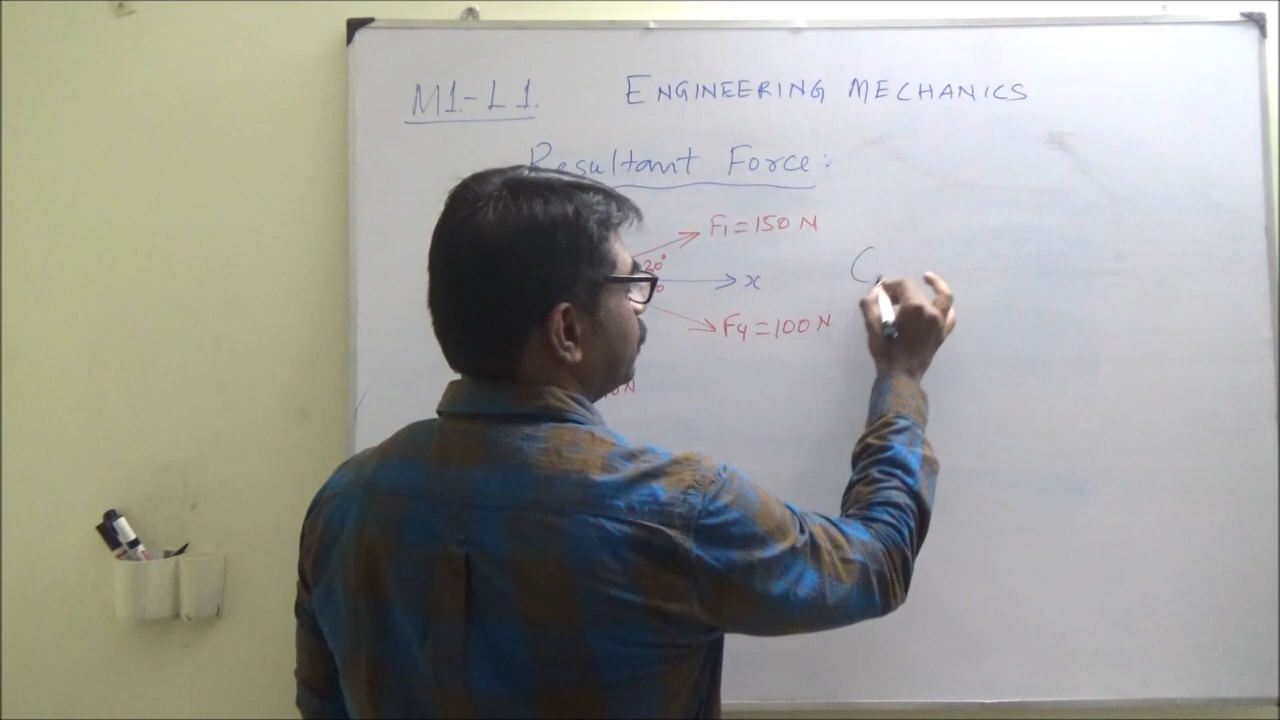 M1.-L1.
ENGINEERING MECHANICS
Resultant Force:
F1=150 N
20°
x
F4=100 N
(